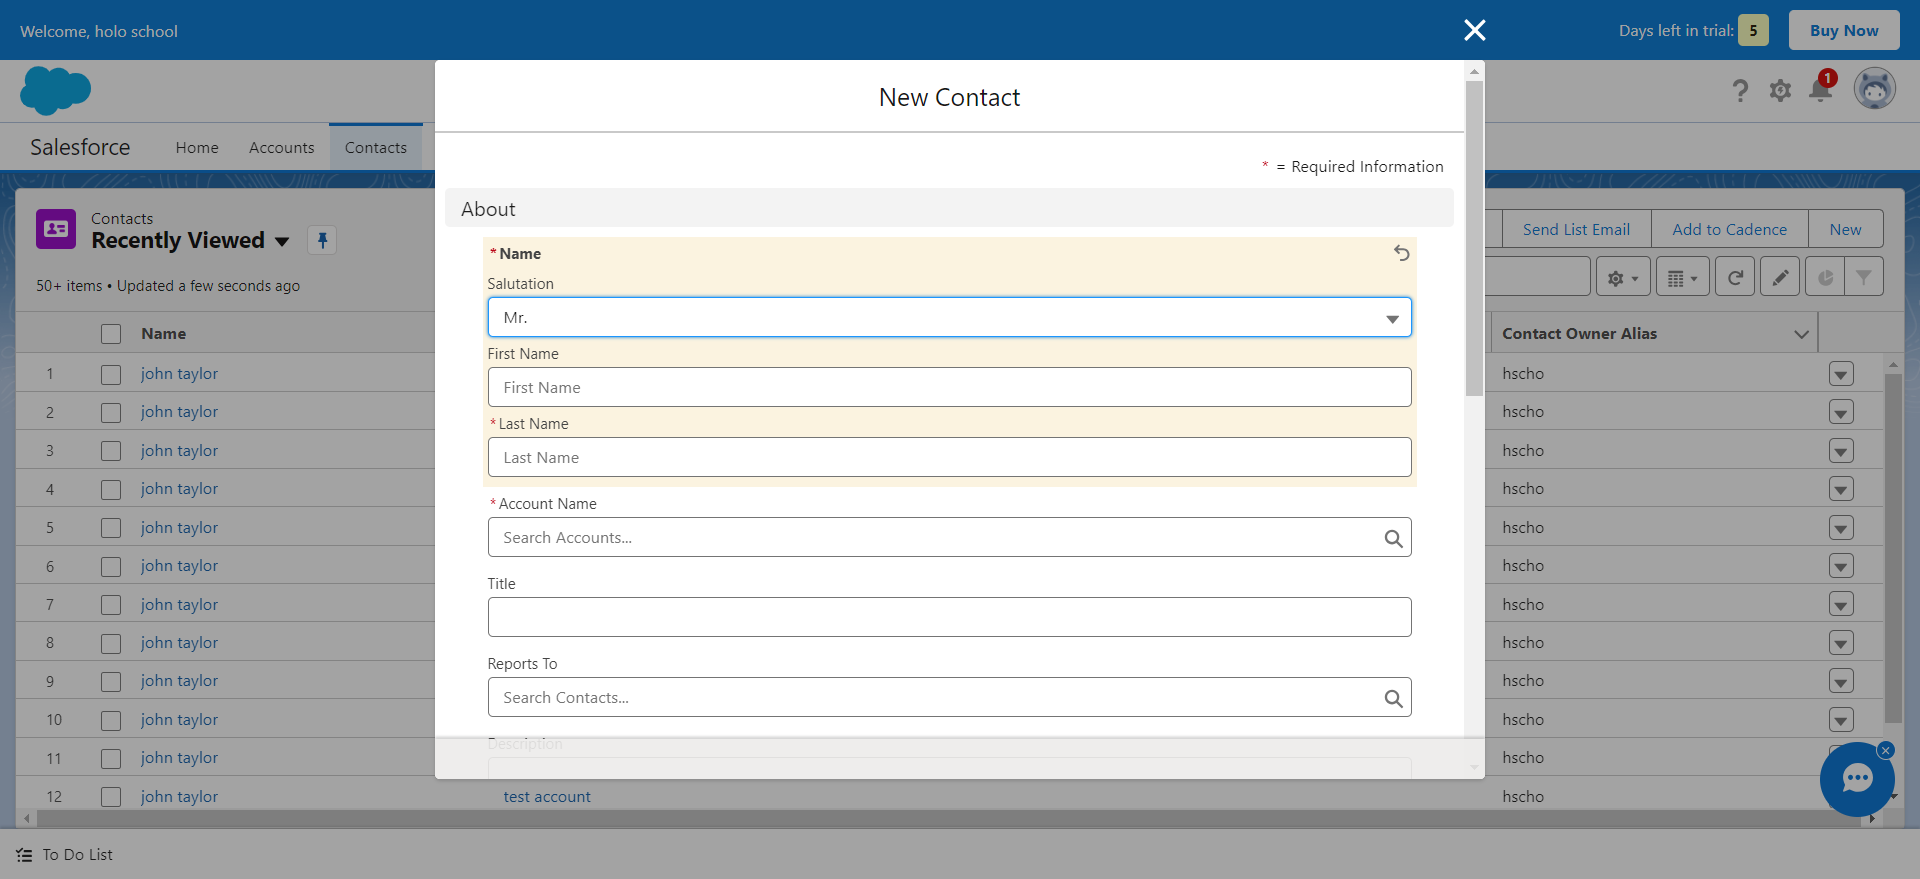 Welcome, holo school
Days left in trial: 5 Buy Now
New Contact
1
Salesforce Home Accounts Contacts
* = Required Information
About
Contacts
Recently Viewed
50+ items • Updated a few seconds ago
Send List Email Add to Cadence New
* Name
Salutation
Mr.
First Name
First Name
* Last Name
Last Name
* Account Name
Search Accounts...
Title
Reports To
Search Contacts...
Description
Name Contact Owner Alias
1 john taylor hscho
2 john taylor hscho
3 john taylor hscho
4 john taylor hscho
5 john taylor hscho
6 john taylor hscho
7 john taylor hscho
8 john taylor hscho
9 john taylor hscho
10 john taylor hscho
11 john taylor hscho
12 john taylor test account hscho
To Do List